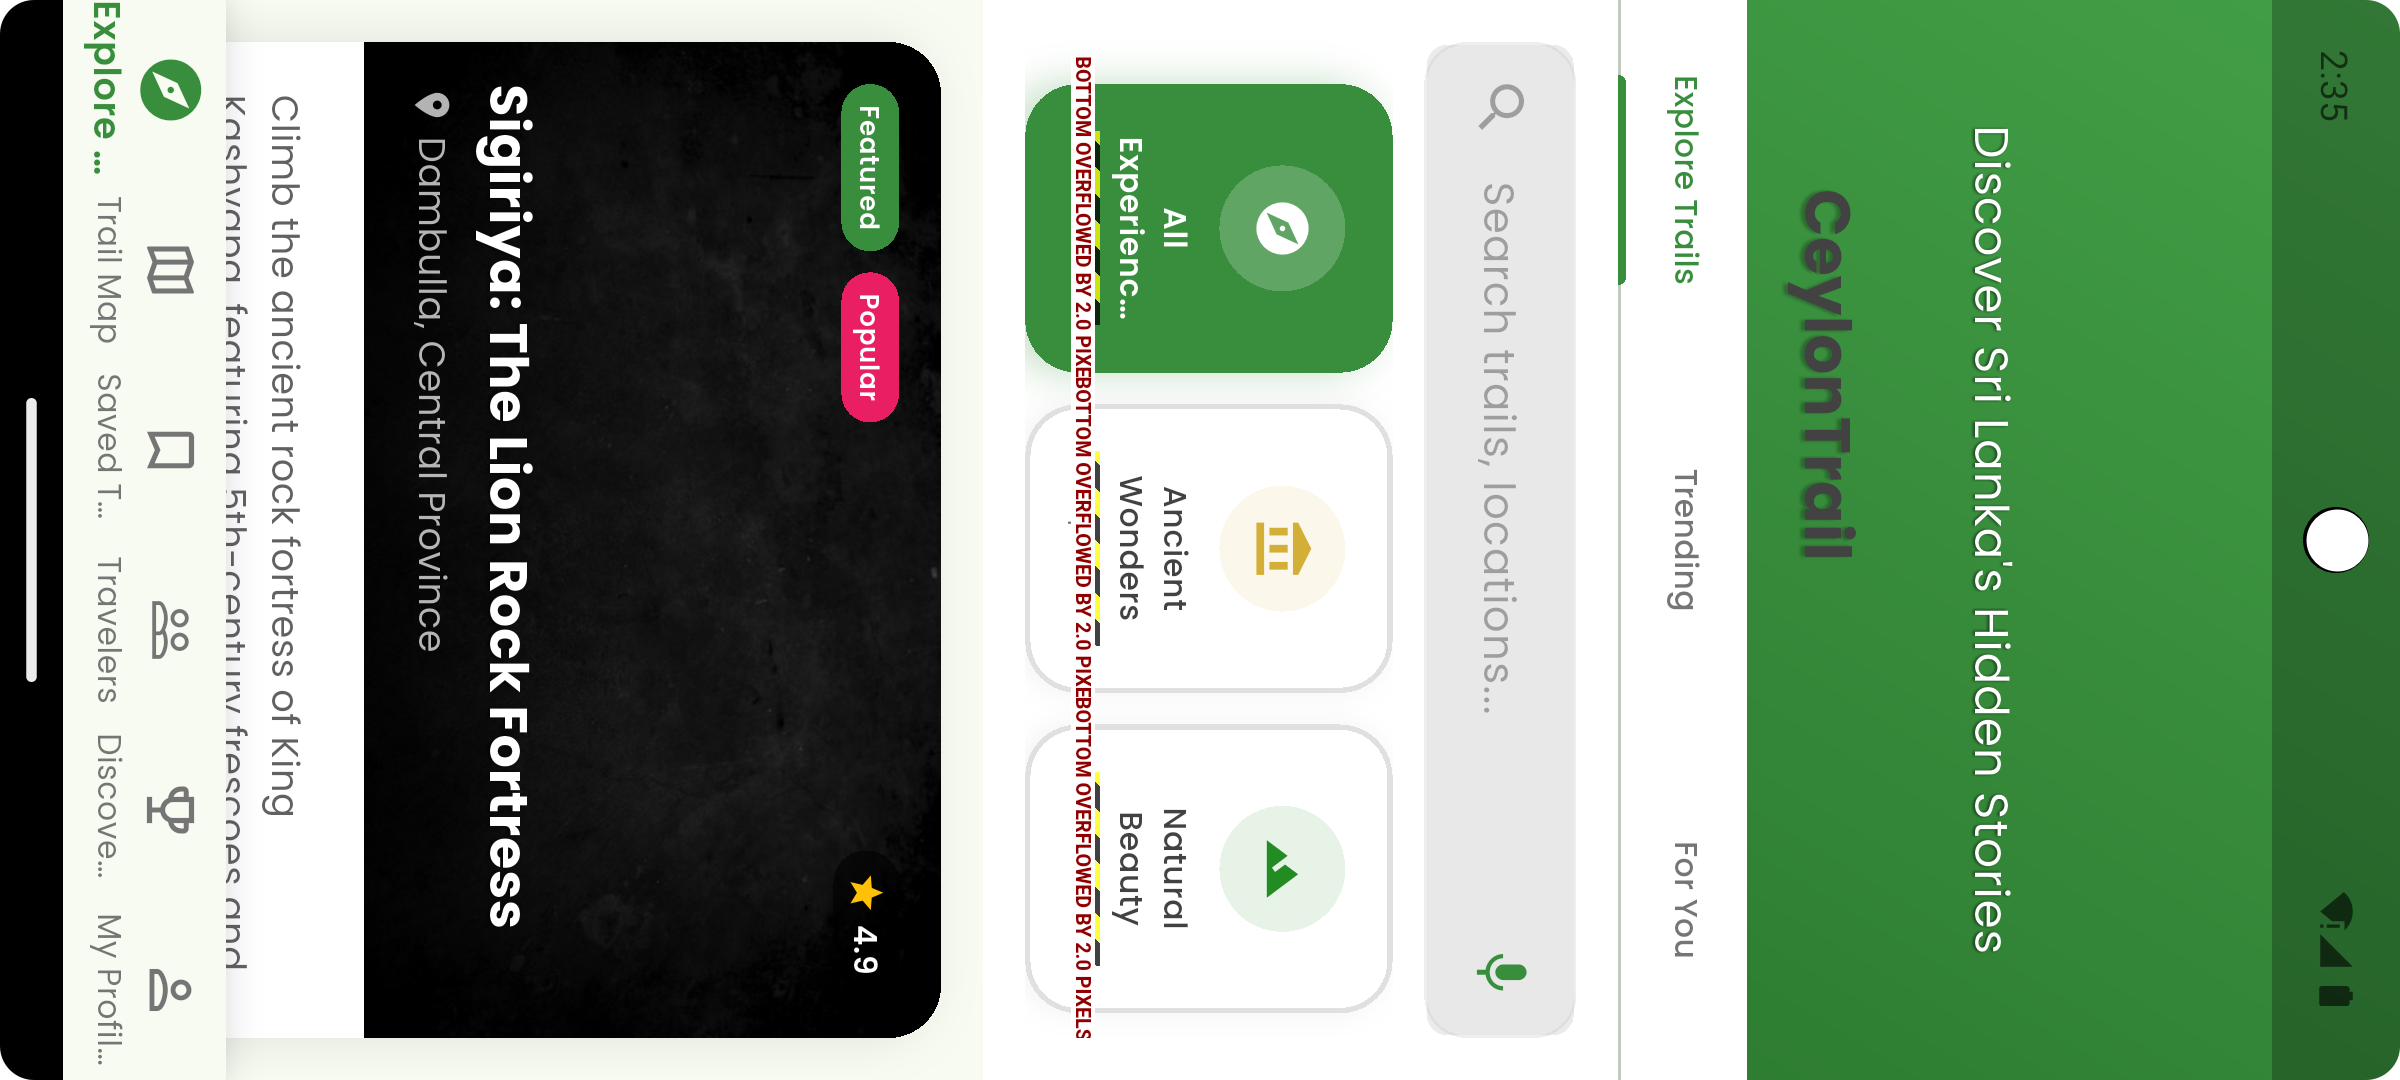 2:35
Discover Sri Lanka's Hidden Stories
CeylonTrail
Explore Trails
Trending
For You
Search trails, locations...
All
Experienc...
Ancient
Wonders
Natural
Beauty
BOTTOM OVERFLOWED BY 2.0 PIXE
BOTTOM OVERFLOWED BY 2.0 PIXE
BOTTOM OVERFLOWED BY 2.0 PIXELS
Featured
Popular
4.9
Sigiriya: The Lion Rock Fortress
Dambulla, Central Province
Climb the ancient rock fortress of King
Kashyapa, featuring 5th-century frescoes and
Explore ...
Trail Map
Saved T...
Travelers
Discove...
My Profil...